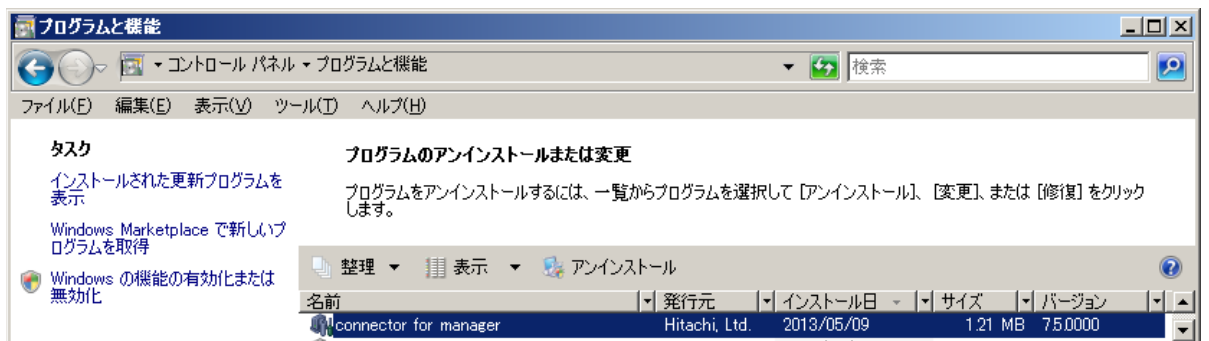 プログラムと機能
コントロール パネル ▾ プログラムと機能
検索
ファイル(F) 編集(E) 表示(V) ツール(T) ヘルプ(H)
タスク
インストールされた更新プログラムを
表示
Windows Marketplace で新しいプ
ログラムを取得
Windows の機能の有効化または
無効化
プログラムのアンインストールまたは変更
プログラムをアンインストールするには、一覧からプログラムを選択して [アンインストール]、[変更]、または [修復] をクリック
します。
整理 表示 アンインストール
名前 発行元 インストール日 サイズ バージョン
connector for manager Hitachi, Ltd. 2013/05/09 1.21 MB 7.5.0000